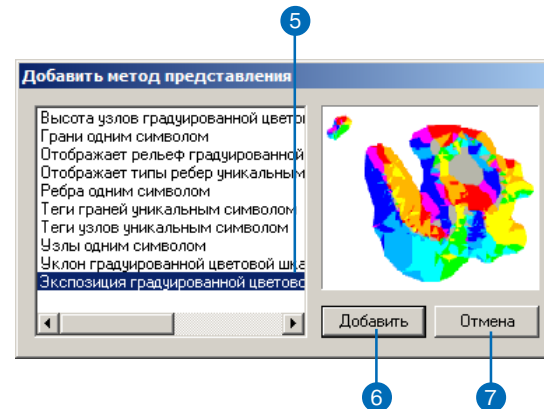 5
Добавить метод представления
Высота узлов градуированной цвето
Грани одним символом
Отображает рельеф градуированной
Отображает типы ребер уникальным
Ребра одним символом
Теги граней уникальным символом
Теги узлов уникальным символом
Узлы одним символом
Уклон градуированной цветовой шка
Экспозиция градуированной цветово
Добавить
Отмена
6
7